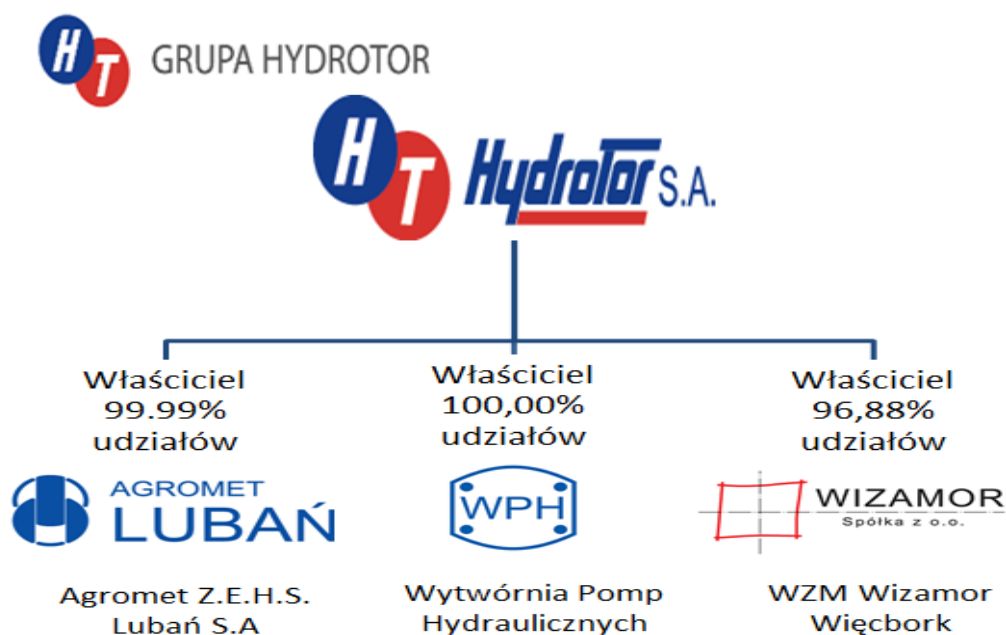 HT GRUPA HYDROTOR
HT HydroTor S.A.
Właściciel
99.99%
udziałów
Właściciel
100,00%
udziałów
Właściciel
96,88%
udziałów
AGROMET
LUBAŃ
WPH
WIZAMOR
Spółka z o.o.
Agromet Z.E.H.S.
Lubań S.A
Wytwórnia Pomp
Hydraulicznych
WZM Wizamor
Więcbork